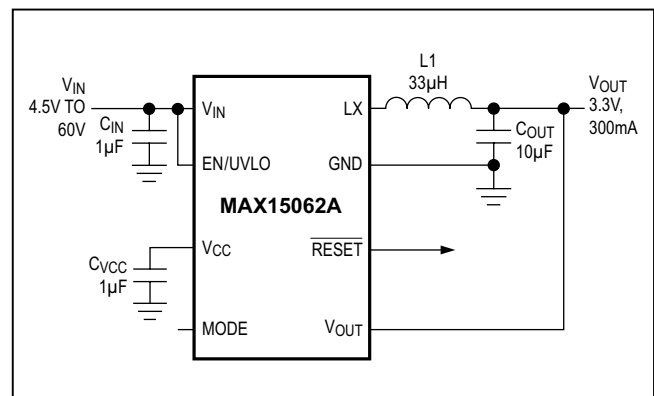 VIN
4.5V TO
60V
CIN
1µF
VIN
EN/UVLO
MAX15062A
VCC
CVCC
1µF
MODE
LX
GND
RESET
VOUT
L1
33µH
COUT
10µF
VOUT
3.3V,
300mA